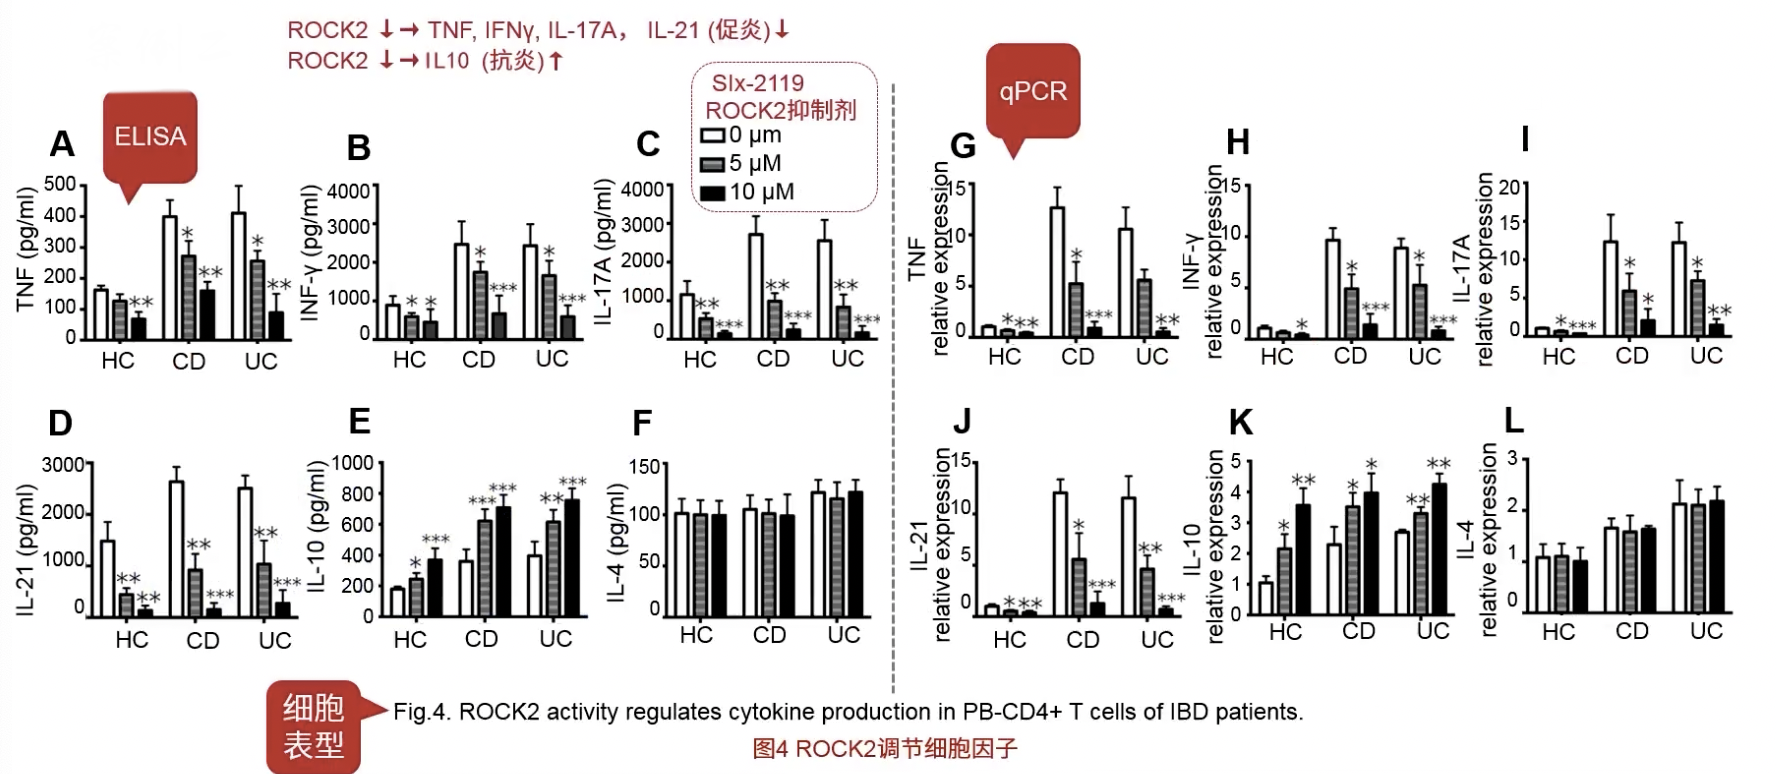 ROCK2 ↓→ TNF, IFNγ, IL-17A， IL-21 (促炎)↓
ROCK2 ↓→IL10 (抗炎)↑
Slx-2119
ROCK2抑制剂
0 μm
5 μM
10 μM
ELISA
qPCR
A
TNF (pg/ml)
500
400
300
200
100
0
* * * *
** ** **
HC CD UC
B
INF-γ (pg/ml)
4000
3000
2000
1000
0
* * * *** * ***
HC CD UC
C
IL-17A (pg/ml)
4000
3000
2000
1000
0
** *** ** *** ** ***
HC CD UC
G
TNF
relative expression
15
10
5
0
* ** * *** **
HC CD UC
H
INF-γ
relative expression
15
10
5
0
* * *** * ***
HC CD UC
I
IL-17A
relative expression
20
15
10
5
0
* *** * * * **
HC CD UC
D
IL-21 (pg/ml)
3000
2000
1000
0
** ** ** *** ** ***
HC CD UC
E
IL-10 (pg/ml)
1000
800
600
400
200
0
* *** *** *** ** ***
HC CD UC
F
IL-4 (pg/ml)
150
100
50
0
HC CD UC
J
IL-21
relative expression
15
10
5
0
* ** * *** ** ***
HC CD UC
K
IL-10
relative expression
5
4
3
2
1
0
* ** * * ** **
HC CD UC
L
IL-4
relative expression
3
2
1
0
HC CD UC
细胞
表型
Fig.4. ROCK2 activity regulates cytokine production in PB-CD4+ T cells of IBD patients.
图4 ROCK2调节细胞因子